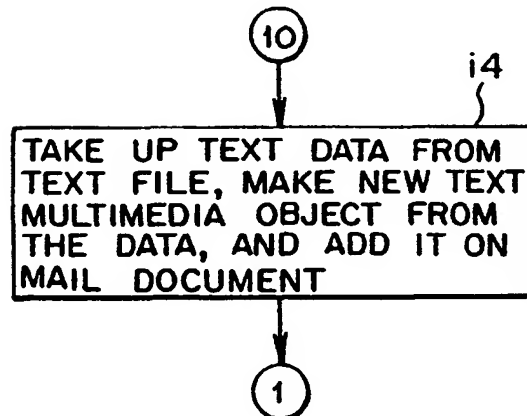 10
i4
TAKE UP TEXT DATA FROM
TEXT FILE, MAKE NEW TEXT
MULTIMEDIA OBJECT FROM
THE DATA, AND ADD IT ON
MAIL DOCUMENT
1